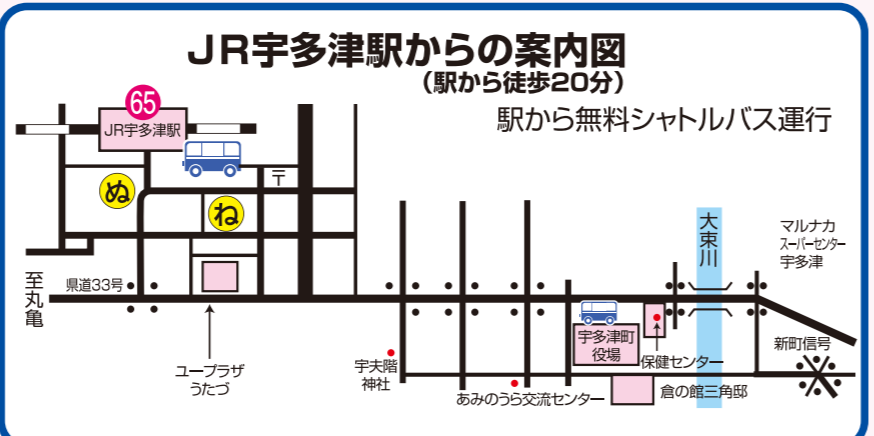 JR宇多津駅からの案内図
(駅から徒歩20分)
駅から無料シャトルバス運行
65
JR宇多津駅
ぬ
ね
〒
大束川
マルナカ
スーパーセンター
宇多津
至丸亀
県道33号
ユープラザ
うたづ
宇夫階
神社
宇多津町
役場
保健センター
新町信号
あみのうら交流センター
倉の館三角邸